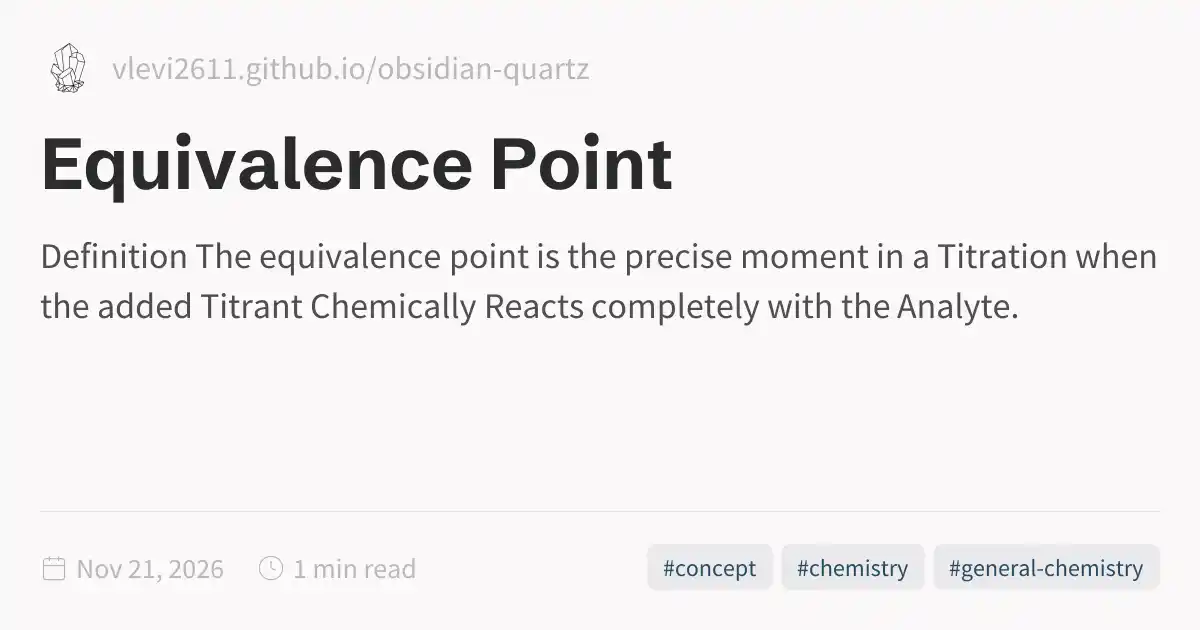 vlevi2611.github.io/obsidian-quartz
Equivalence Point
Definition The equivalence point is the precise moment in a Titration when
the added Titrant Chemically Reacts completely with the Analyte.
Nov 21, 2026 1 min read #concept #chemistry #general-chemistry